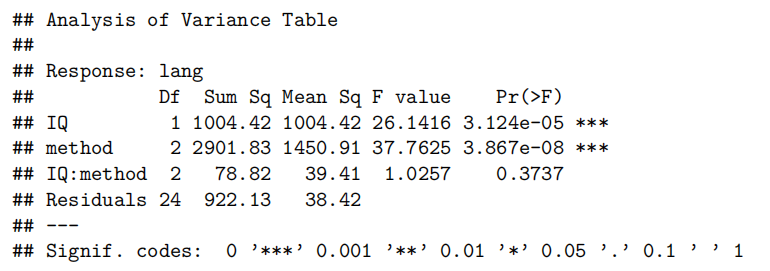 ## Analysis of Variance Table
##
## Response: lang
##           Df  Sum Sq Mean Sq F value    Pr(>F)
## IQ         1 1004.42 1004.42 26.1416 3.124e-05 ***
## method     2 2901.83 1450.91 37.7625 3.867e-08 ***
## IQ:method  2   78.82   39.41  1.0257    0.3737
## Residuals 24  922.13   38.42
## ---
## Signif. codes:  0 ’***’ 0.001 ’**’ 0.01 ’*’ 0.05 ’.’ 0.1 ’ ’ 1